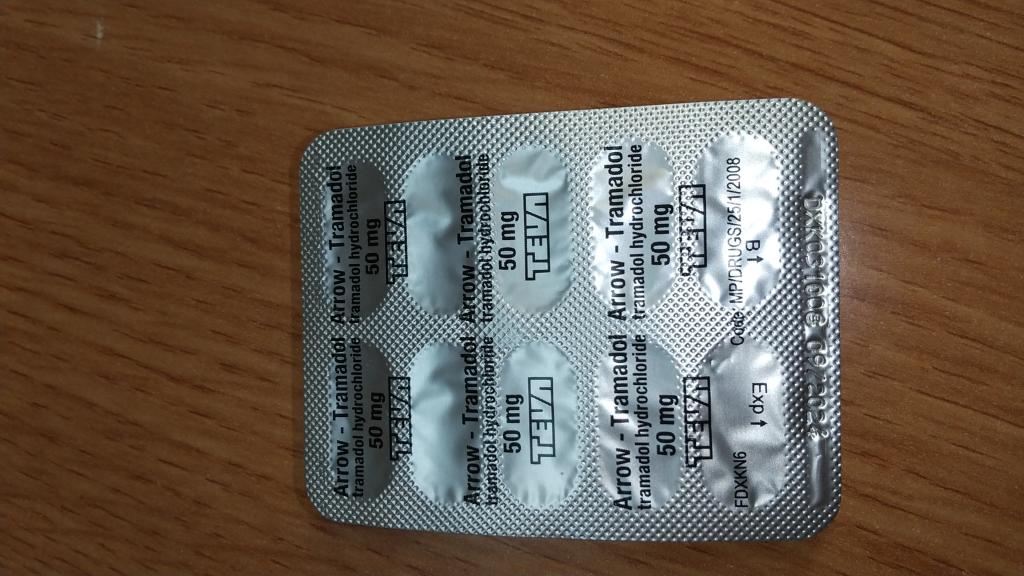 Arrow - Tramadol
tramadol hydrochloride
50 mg
TEVA
Arrow - Tramadol
tramadol hydrochloride
50 mg
TEVA
Arrow - Tramadol
tramadol hydrochloride
50 mg
TEVA
Arrow - Tramadol
tramadol hydrochloride
50 mg
TEVA
Arrow - Tramadol
tramadol hydrochloride
50 mg
TEVA
Arrow - Tramadol
tramadol hydrochloride
50 mg
TEVA
FDXKN6
Code MP/DRUGS/25/1/2008
Exp ↓
B ↑